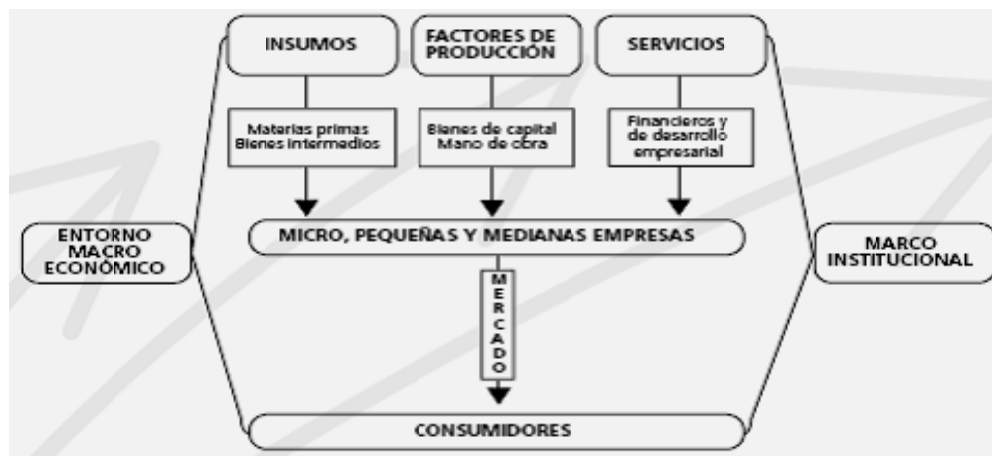 INSUMOS
FACTORES DE
PRODUCCIÓN
SERVICIOS
Materias primas
Bienes intermedios
Bienes de capital
Mano de obra
Financieros y
de desarrollo
empresarial
ENTORNO
MACRO
ECONÓMICO
MICRO, PEQUEÑAS Y MEDIANAS EMPRESAS
MARCO
INSTITUCIONAL
MERCADO
CONSUMIDORES